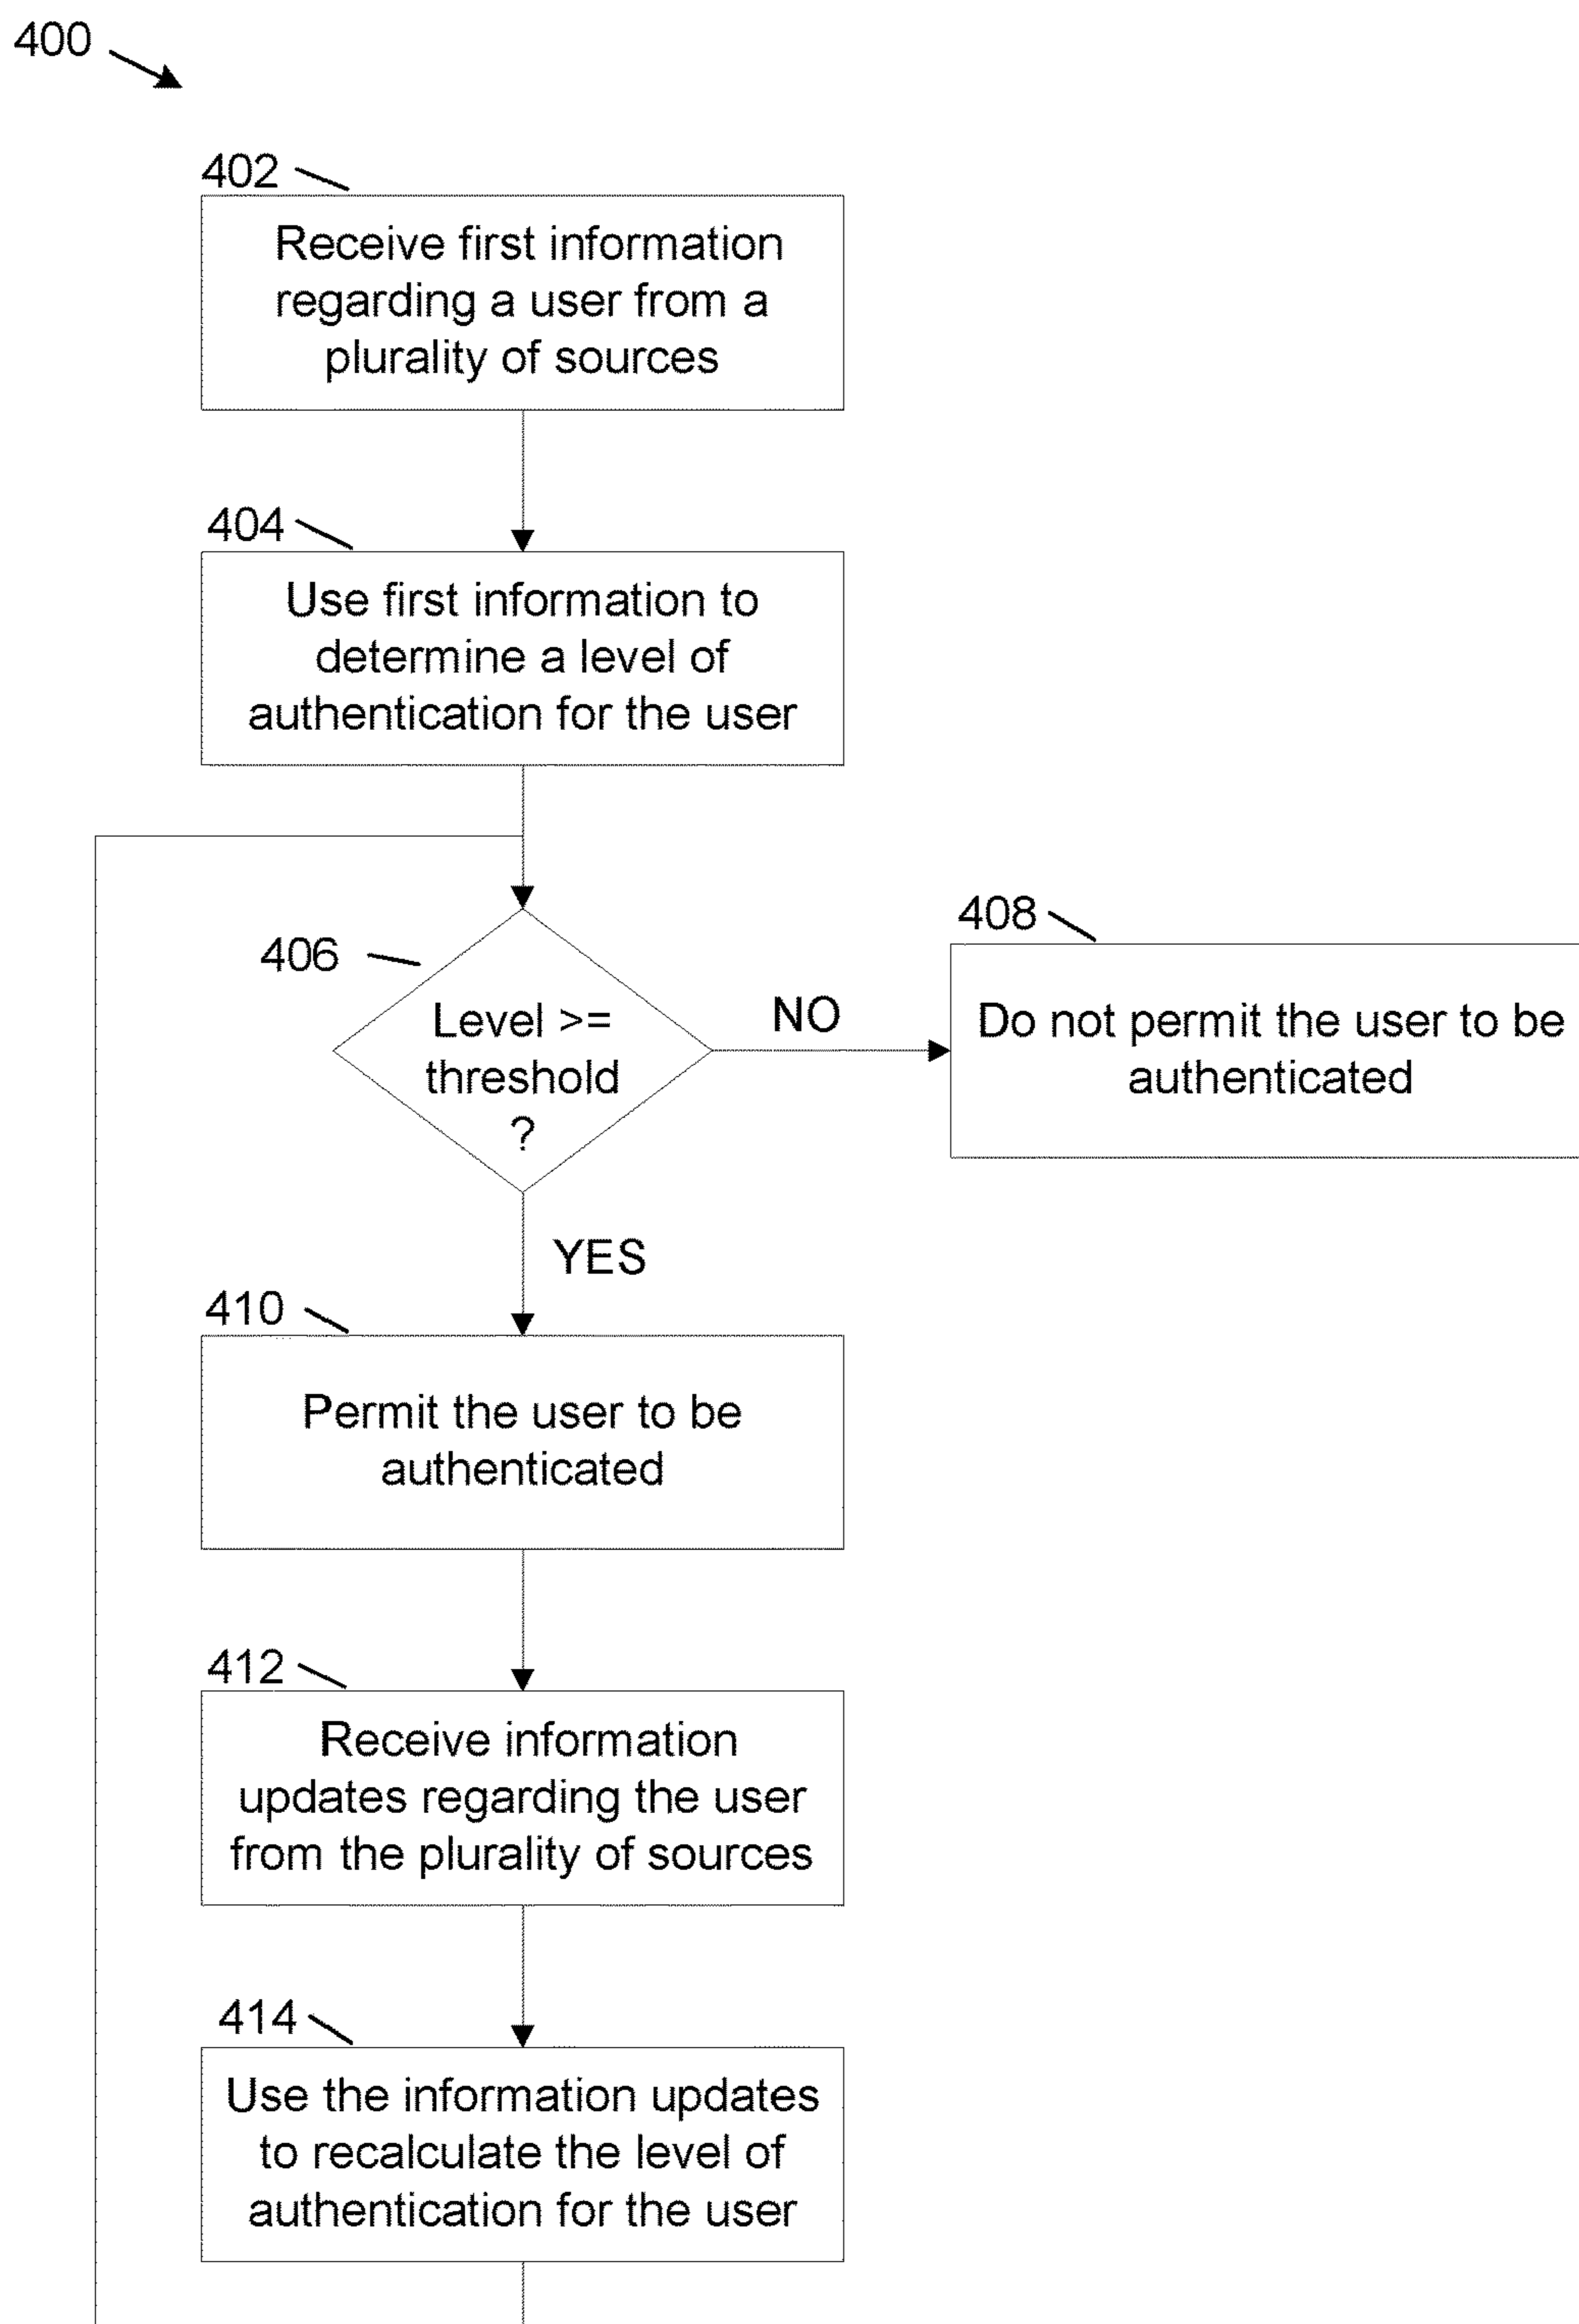 400
402
Receive first information
regarding a user from a
plurality of sources
404
Use first information to
determine a level of
authentication for the user
406
Level >=
threshold
?
NO
408
Do not permit the user to be
authenticated
YES
410
Permit the user to be
authenticated
412
Receive information
updates regarding the user
from the plurality of sources
414
Use the information updates
to recalculate the level of
authentication for the user